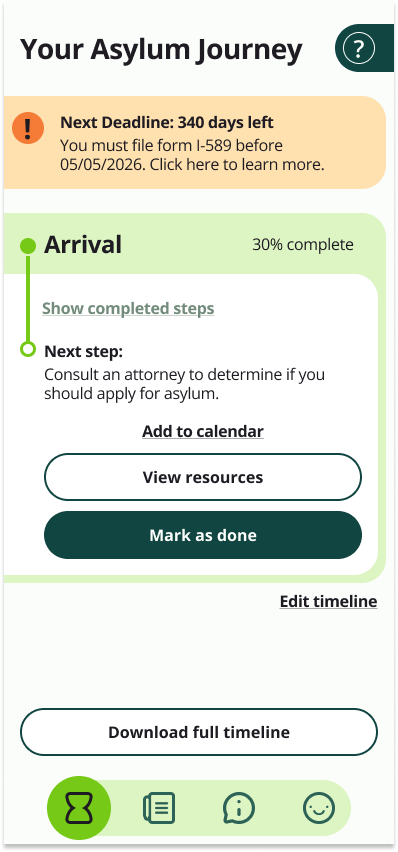 Your Asylum Journey
?
!
Next Deadline: 340 days left
You must file form I-589 before
05/05/2026. Click here to learn more.
Arrival
30% complete
Show completed steps
Next step:
Consult an attorney to determine if you
should apply for asylum.
Add to calendar
View resources
Mark as done
Edit timeline
Download full timeline